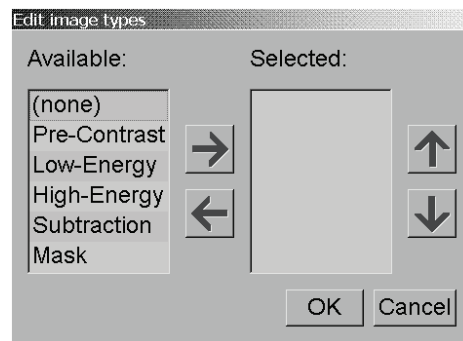 Edit image types
Available:
Selected:
(none)
Pre-Contrast
Low-Energy
High-Energy
Subtraction
Mask
OK
Cancel